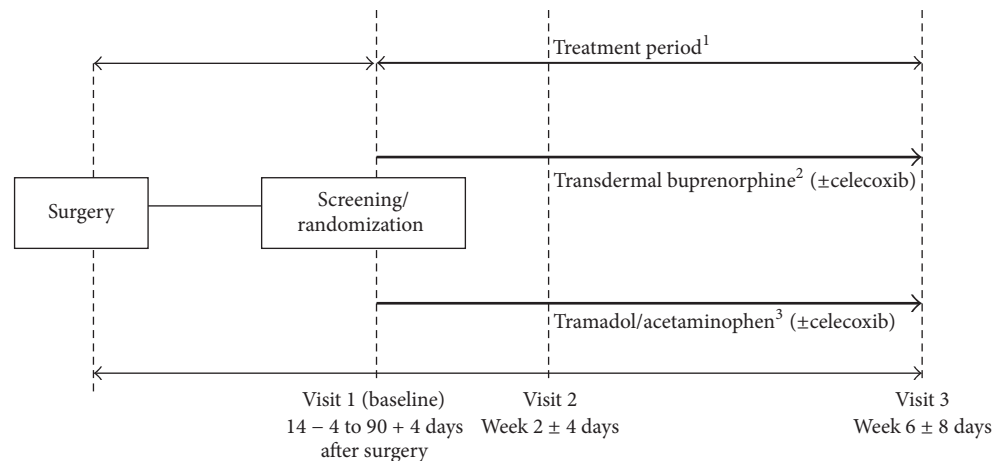 Treatment period¹
Transdermal buprenorphine² (±celecoxib)
Surgery
Screening/
randomization
Tramadol/acetaminophen³ (±celecoxib)
Visit 1 (baseline)
14 − 4 to 90 + 4 days
after surgery
Visit 2
Week 2 ± 4 days
Visit 3
Week 6 ± 8 days